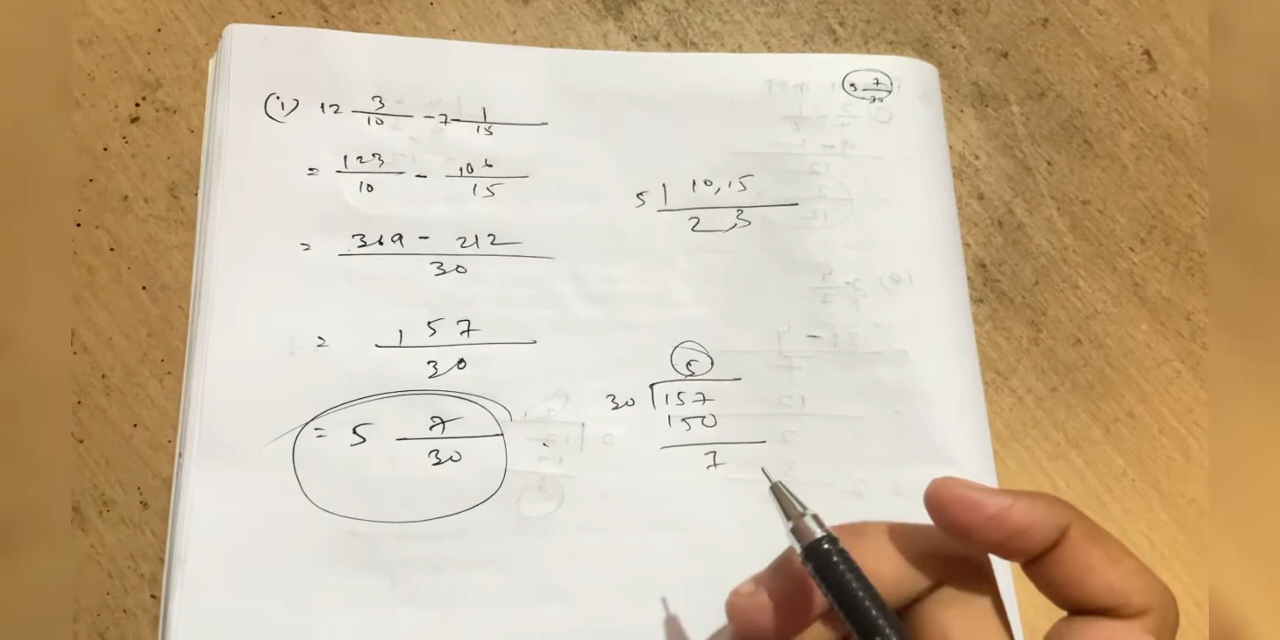 5 7/30
(i) 12 3/10 - 7 1/15
= 123/10 - 106/15
5 | 10, 15
2, 3
= 369 - 212 / 30
= 157/30
5
30 | 157
150
7
= 5 7/30